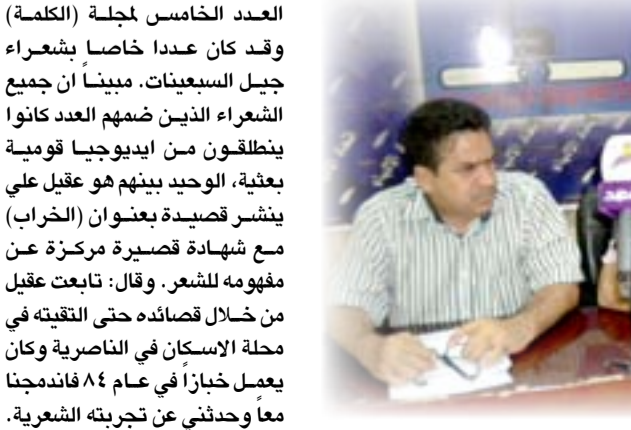 العدد الخامس لمجلة (الكلمة)
وقد كان عددا خاصا بشعراء
جيل السبعينات. مبيناً ان جميع
الشعراء الذين ضمهم العدد كانوا
ينطلقون من ايديوجيا قومية
بعثية، الوحيد بينهم هو عقيل علي
ينشر قصيدة بعنوان (الخراب)
مع شهادة قصيرة مركزة عن
مفهومه للشعر. وقال: تابعت عقيل
من خلال قصائده حتى التقيته في
محلة الاسكان في الناصرية وكان
يعمل خبازاً في عام ٨٤ فاندمجنا
معاً وحدثني عن تجربته الشعرية.